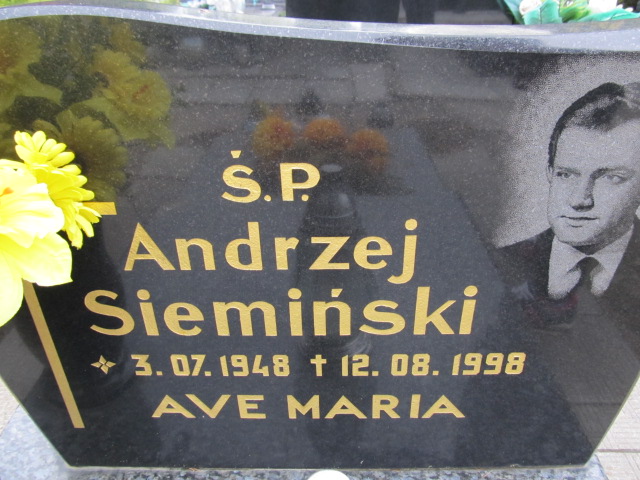 Ś.P.
Andrzej
Siemiński
3.07.1948 † 12.08.1998
AVE MARIA